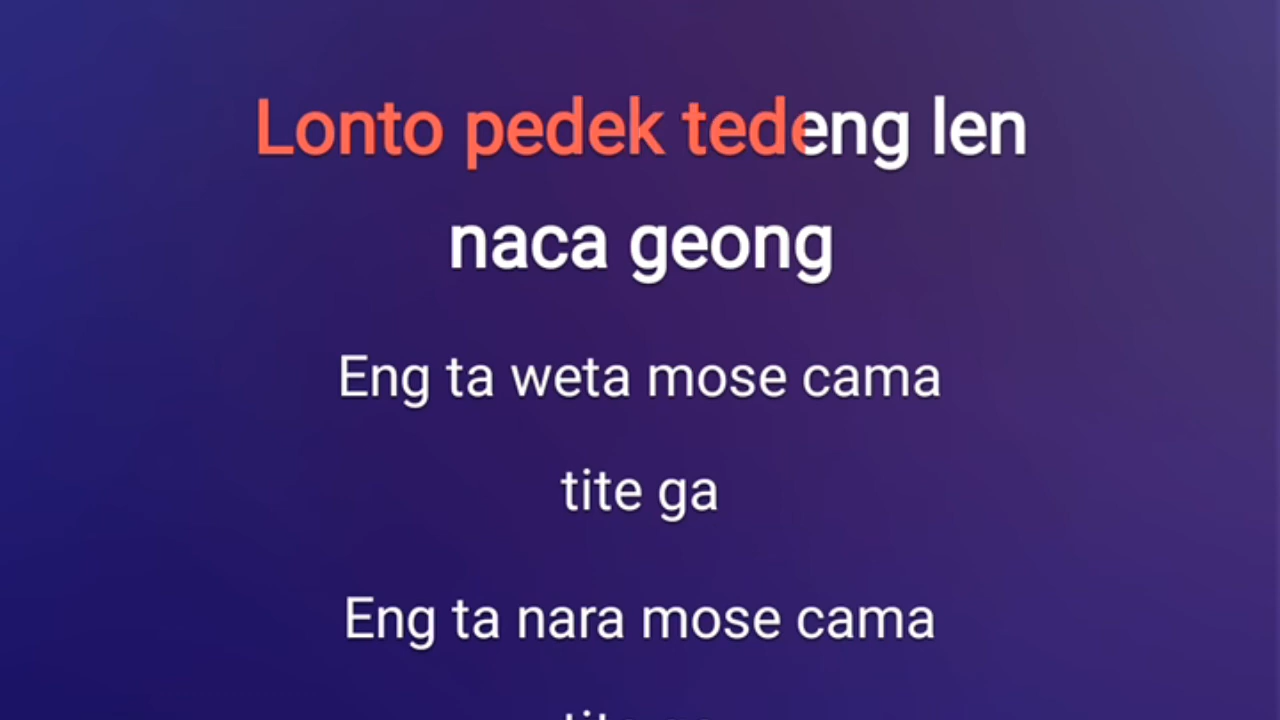 Lonto pedek tedeng len
naca geong
Eng ta weta mose cama
tite ga
Eng ta nara mose cama